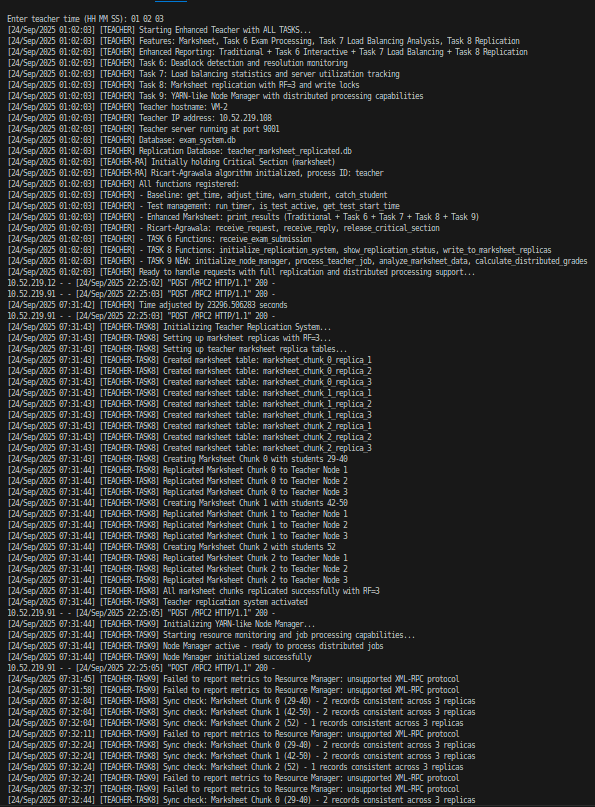 Enter teacher time (HH MM SS): 01 02 03
[24/Sep/2025 01:02:03] [TEACHER] Starting Enhanced Teacher with ALL TASKS...
[24/Sep/2025 01:02:03] [TEACHER] Features: Marksheet, Task 6 Exam Processing, Task 7 Load Balancing Analysis, Task 8 Replication
[24/Sep/2025 01:02:03] [TEACHER] Enhanced Reporting: Traditional + Task 6 Interactive + Task 7 Load Balancing + Task 8 Replication
[24/Sep/2025 01:02:03] [TEACHER] Task 6: Deadlock detection and resolution monitoring
[24/Sep/2025 01:02:03] [TEACHER] Task 7: Load balancing statistics and server utilization tracking
[24/Sep/2025 01:02:03] [TEACHER] Task 8: Marksheet replication with RF=3 and write locks
[24/Sep/2025 01:02:03] [TEACHER] Task 9: YARN-like Node Manager with distributed processing capabilities
[24/Sep/2025 01:02:03] [TEACHER] Teacher hostname: VM-2
[24/Sep/2025 01:02:03] [TEACHER] Teacher IP address: 10.52.219.108
[24/Sep/2025 01:02:03] [TEACHER] Teacher server running at port 9001
[24/Sep/2025 01:02:03] [TEACHER] Database: exam_system.db
[24/Sep/2025 01:02:03] [TEACHER] Replication Database: teacher_marksheet_replicated.db
[24/Sep/2025 01:02:03] [TEACHER-RA] Initially holding Critical Section (marksheet)
[24/Sep/2025 01:02:03] [TEACHER-RA] Ricart-Agrawala algorithm initialized, process ID: teacher
[24/Sep/2025 01:02:03] [TEACHER] All functions registered:
[24/Sep/2025 01:02:03] [TEACHER] - Baseline: get_time, adjust_time, warn_student, catch_student
[24/Sep/2025 01:02:03] [TEACHER] - Test management: run_timer, is_test_active, get_test_start_time
[24/Sep/2025 01:02:03] [TEACHER] - Enhanced Marksheet: print_results (Traditional + Task 6 + Task 7 + Task 8 + Task 9)
[24/Sep/2025 01:02:03] [TEACHER] - Ricart-Agrawala: receive_request, receive_reply, release_critical_section
[24/Sep/2025 01:02:03] [TEACHER] - TASK 6 Functions: receive_exam_submission
[24/Sep/2025 01:02:03] [TEACHER] - TASK 8 Functions: initialize_replication_system, show_replication_status, write_to_marksheet_replicas
[24/Sep/2025 01:02:03] [TEACHER] - TASK 9 NEW: initialize_node_manager, process_teacher_job, analyze_marksheet_data, calculate_distributed_grades
[24/Sep/2025 01:02:03] [TEACHER] Ready to handle requests with full replication and distributed processing support...
10.52.219.12 - - [24/Sep/2025 22:25:02] "POST /RPC2 HTTP/1.1" 200 -
10.52.219.91 - - [24/Sep/2025 22:25:03] "POST /RPC2 HTTP/1.1" 200 -
[24/Sep/2025 07:31:42] [TEACHER] Time adjusted by 23296.506283 seconds
10.52.219.91 - - [24/Sep/2025 22:25:03] "POST /RPC2 HTTP/1.1" 200 -
[24/Sep/2025 07:31:43] [TEACHER-TASK8] Initializing Teacher Replication System...
[24/Sep/2025 07:31:43] [TEACHER-TASK8] Setting up marksheet replicas with RF=3...
[24/Sep/2025 07:31:43] [TEACHER-TASK8] Setting up teacher marksheet replica tables...
[24/Sep/2025 07:31:43] [TEACHER-TASK8] Created marksheet table: marksheet_chunk_0_replica_1
[24/Sep/2025 07:31:43] [TEACHER-TASK8] Created marksheet table: marksheet_chunk_0_replica_2
[24/Sep/2025 07:31:43] [TEACHER-TASK8] Created marksheet table: marksheet_chunk_0_replica_3
[24/Sep/2025 07:31:43] [TEACHER-TASK8] Created marksheet table: marksheet_chunk_1_replica_1
[24/Sep/2025 07:31:43] [TEACHER-TASK8] Created marksheet table: marksheet_chunk_1_replica_2
[24/Sep/2025 07:31:43] [TEACHER-TASK8] Created marksheet table: marksheet_chunk_1_replica_3
[24/Sep/2025 07:31:43] [TEACHER-TASK8] Created marksheet table: marksheet_chunk_2_replica_1
[24/Sep/2025 07:31:43] [TEACHER-TASK8] Created marksheet table: marksheet_chunk_2_replica_2
[24/Sep/2025 07:31:43] [TEACHER-TASK8] Created marksheet table: marksheet_chunk_2_replica_3
[24/Sep/2025 07:31:43] [TEACHER-TASK8] Creating Marksheet Chunk 0 with students 29-40
[24/Sep/2025 07:31:44] [TEACHER-TASK8] Replicated Marksheet Chunk 0 to Teacher Node 1
[24/Sep/2025 07:31:44] [TEACHER-TASK8] Replicated Marksheet Chunk 0 to Teacher Node 2
[24/Sep/2025 07:31:44] [TEACHER-TASK8] Replicated Marksheet Chunk 0 to Teacher Node 3
[24/Sep/2025 07:31:44] [TEACHER-TASK8] Creating Marksheet Chunk 1 with students 42-50
[24/Sep/2025 07:31:44] [TEACHER-TASK8] Replicated Marksheet Chunk 1 to Teacher Node 1
[24/Sep/2025 07:31:44] [TEACHER-TASK8] Replicated Marksheet Chunk 1 to Teacher Node 2
[24/Sep/2025 07:31:44] [TEACHER-TASK8] Replicated Marksheet Chunk 1 to Teacher Node 3
[24/Sep/2025 07:31:44] [TEACHER-TASK8] Creating Marksheet Chunk 2 with students 52
[24/Sep/2025 07:31:44] [TEACHER-TASK8] Replicated Marksheet Chunk 2 to Teacher Node 1
[24/Sep/2025 07:31:44] [TEACHER-TASK8] Replicated Marksheet Chunk 2 to Teacher Node 2
[24/Sep/2025 07:31:44] [TEACHER-TASK8] Replicated Marksheet Chunk 2 to Teacher Node 3
[24/Sep/2025 07:31:44] [TEACHER-TASK8] All marksheet chunks replicated successfully with RF=3
[24/Sep/2025 07:31:44] [TEACHER-TASK8] Teacher replication system activated
10.52.219.91 - - [24/Sep/2025 22:25:05] "POST /RPC2 HTTP/1.1" 200 -
[24/Sep/2025 07:31:44] [TEACHER-TASK9] Initializing YARN-like Node Manager...
[24/Sep/2025 07:31:44] [TEACHER-TASK9] Starting resource monitoring and job processing capabilities...
[24/Sep/2025 07:31:44] [TEACHER-TASK9] Node Manager active - ready to process distributed jobs
[24/Sep/2025 07:31:44] [TEACHER-TASK9] Node Manager initialized successfully
10.52.219.91 - - [24/Sep/2025 22:25:05] "POST /RPC2 HTTP/1.1" 200 -
[24/Sep/2025 07:31:45] [TEACHER-TASK9] Failed to report metrics to Resource Manager: unsupported XML-RPC protocol
[24/Sep/2025 07:31:58] [TEACHER-TASK9] Failed to report metrics to Resource Manager: unsupported XML-RPC protocol
[24/Sep/2025 07:32:04] [TEACHER-TASK8] Sync check: Marksheet Chunk 0 (29-40) - 2 records consistent across 3 replicas
[24/Sep/2025 07:32:04] [TEACHER-TASK8] Sync check: Marksheet Chunk 1 (42-50) - 2 records consistent across 3 replicas
[24/Sep/2025 07:32:04] [TEACHER-TASK8] Sync check: Marksheet Chunk 2 (52) - 1 records consistent across 3 replicas
[24/Sep/2025 07:32:11] [TEACHER-TASK9] Failed to report metrics to Resource Manager: unsupported XML-RPC protocol
[24/Sep/2025 07:32:24] [TEACHER-TASK8] Sync check: Marksheet Chunk 0 (29-40) - 2 records consistent across 3 replicas
[24/Sep/2025 07:32:24] [TEACHER-TASK8] Sync check: Marksheet Chunk 1 (42-50) - 2 records consistent across 3 replicas
[24/Sep/2025 07:32:24] [TEACHER-TASK8] Sync check: Marksheet Chunk 2 (52) - 1 records consistent across 3 replicas
[24/Sep/2025 07:32:24] [TEACHER-TASK9] Failed to report metrics to Resource Manager: unsupported XML-RPC protocol
[24/Sep/2025 07:32:37] [TEACHER-TASK9] Failed to report metrics to Resource Manager: unsupported XML-RPC protocol
[24/Sep/2025 07:32:44] [TEACHER-TASK8] Sync check: Marksheet Chunk 0 (29-40) - 2 records consistent across 3 replicas